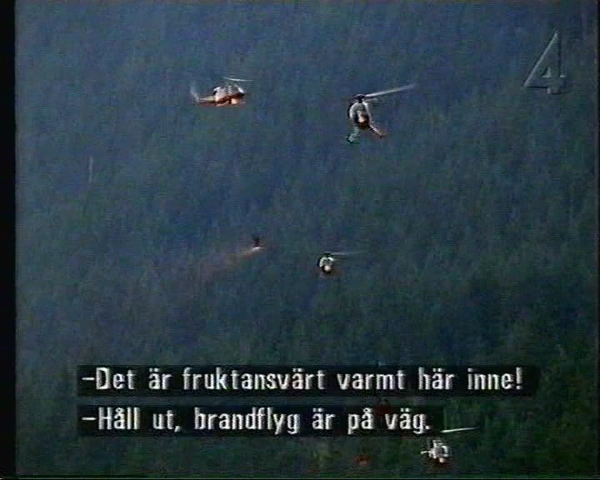 4
-Det är fruktansvärt varmt här inne!
-Håll ut, brandflyg är på väg.